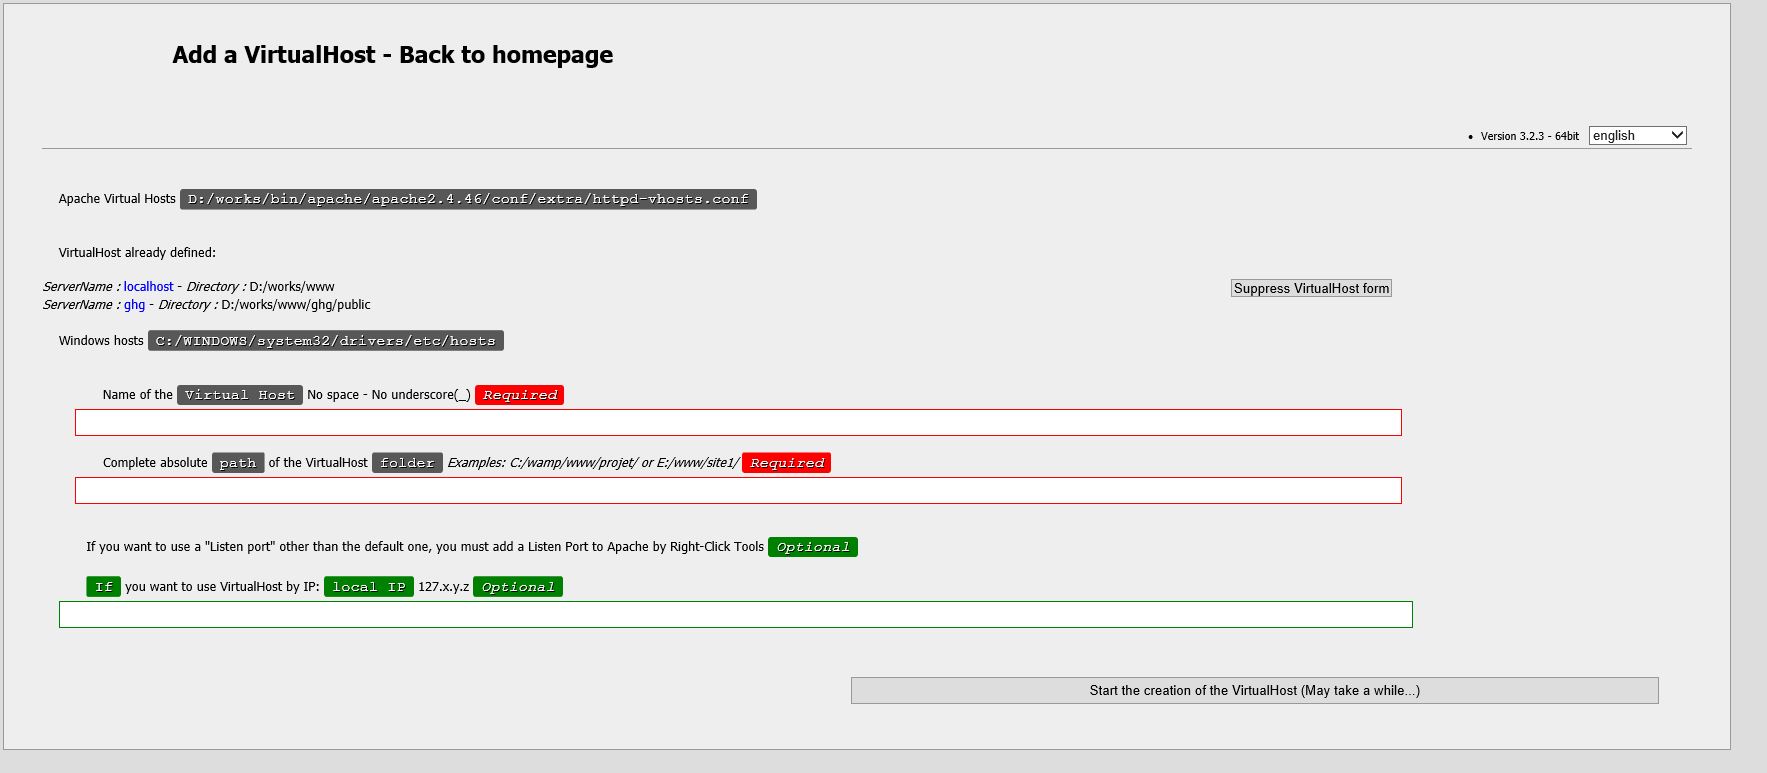 Add a VirtualHost - Back to homepage
• Version 3.2.3 - 64bit english
Apache Virtual Hosts D:/works/bin/apache/apache2.4.46/conf/extra/httpd-vhosts.conf
VirtualHost already defined:
ServerName : localhost - Directory : D:/works/www
Suppress VirtualHost form
ServerName : ghg - Directory : D:/works/www/ghg/public
Windows hosts C:/WINDOWS/system32/drivers/etc/hosts
Name of the Virtual Host No space - No underscore(_) Required
Complete absolute path of the VirtualHost folder Examples: C:/wamp/www/projet/ or E:/www/site1/ Required
If you want to use a "Listen port" other than the default one, you must add a Listen Port to Apache by Right-Click Tools Optional
If you want to use VirtualHost by IP: local IP 127.x.y.z Optional
Start the creation of the VirtualHost (May take a while...)